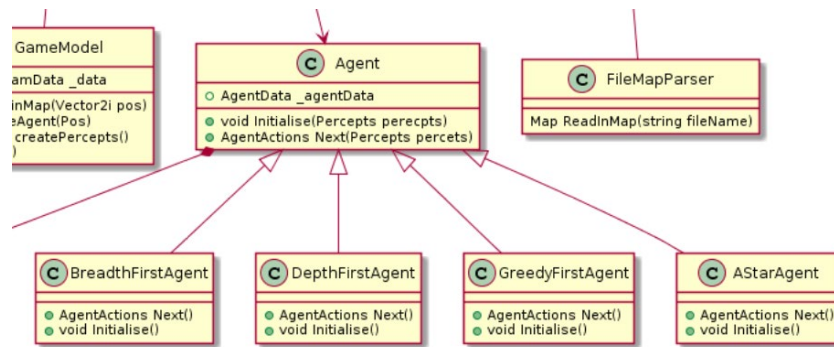 GameModel
amData _data
inMap(Vector2i pos)
eAgent(Pos)
createPercepts()
)
C Agent
AgentData _agentData
void Initialise(Percepts perecpts)
AgentActions Next(Percepts percets)
C FileMapParser
Map ReadInMap(string fileName)
C BreadthFirstAgent
AgentActions Next()
void Initialise()
C DepthFirstAgent
AgentActions Next()
void Initialise()
C GreedyFirstAgent
AgentActions Next()
void Initialise()
C AStarAgent
AgentActions Next()
void Initialise()